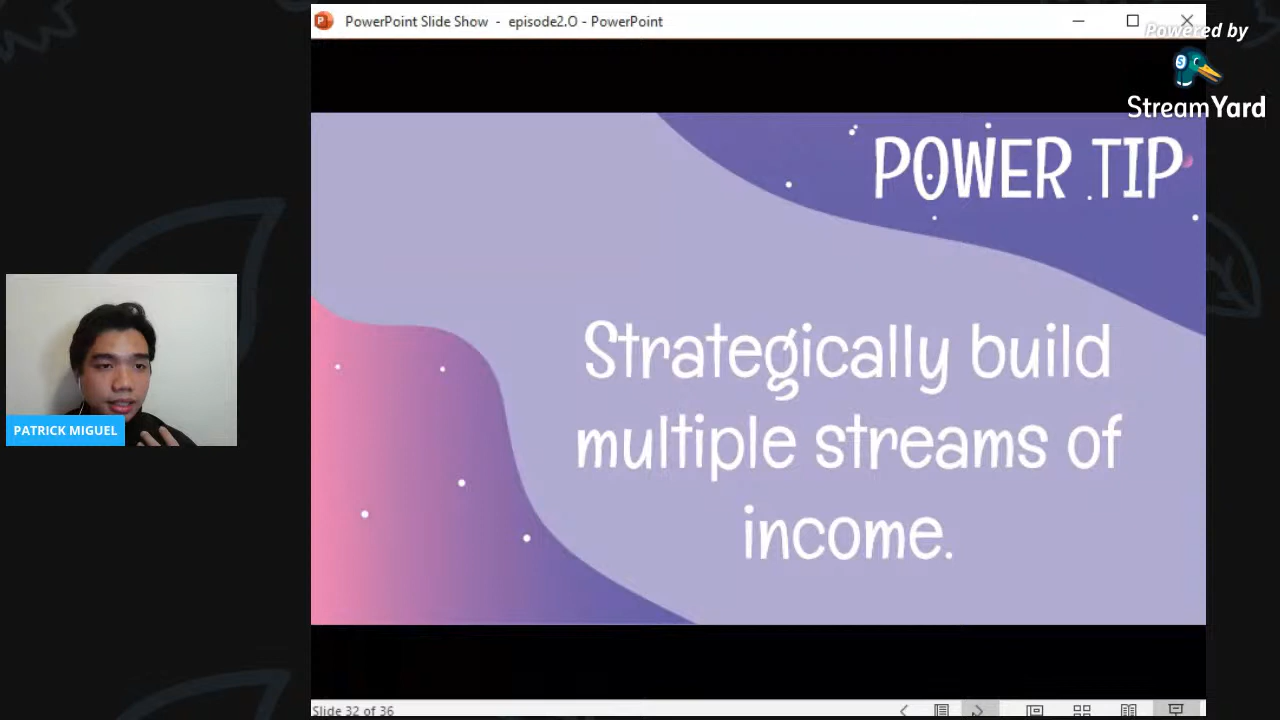 PowerPoint Slide Show - episode2.O - PowerPoint
Powered by
StreamYard
POWER TIP
Strategically build
multiple streams of
income.
PATRICK MIGUEL
Slide 32 of 36